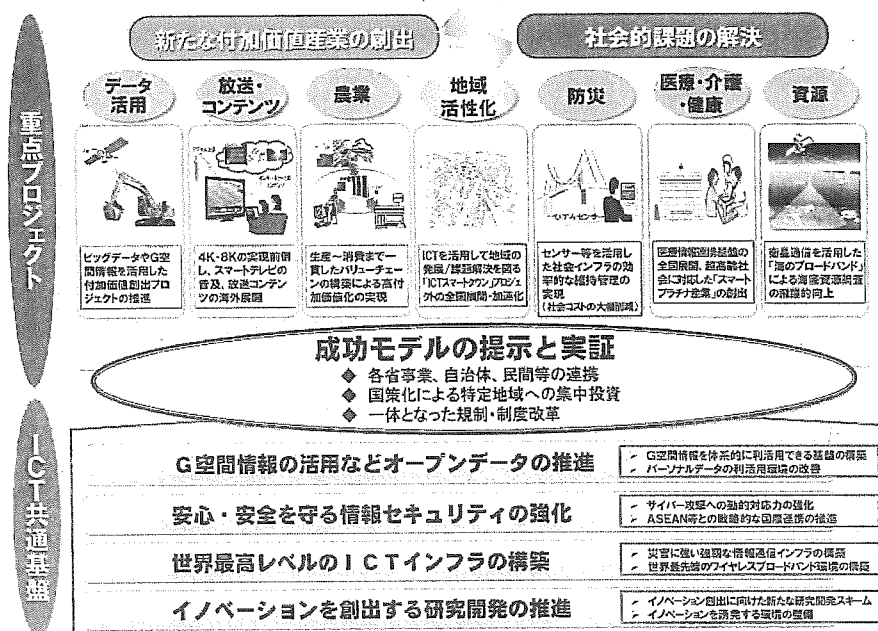 新たな付加価値産業の創出
社会的課題の解決
重点プロジェクト
データ
活用
放送・
コンテンツ
農業
地域
活性化
防災
医療・介護
・健康
資源
ビッグデータやG空
間情報を活用した
付加価値創出プロ
ジェクトの推進
4K・8Kの実現前倒
し、スマートテレビの
普及、放送コンテン
ツの海外展開
生産～消費まで一
貫したバリューチェー
ンの構築による高付
加価値化の実現
ICTを活用して地域の
発展/課題解決を図る
「ICTスマートタウン」プロジェ
クトの全国展開・加速化
センサー等を活用し
た社会インフラの効
率的な維持管理の
実現
(社会コストの大幅削減)
医療情報連携基盤の
全国展開、超高齢社
会に対応した「スマート
プラチナ産業」の創出
衛星通信を活用した
「海のブロードバンド」
による海底資源調査
の飛躍的向上
成功モデルの提示と実証
◆ 各省事業、自治体、民間等の連携
◆ 国策化による特定地域への集中投資
◆ 一体となった規制・制度改革
ICT共通基盤
G空間情報の活用などオープンデータの推進
➢ G空間情報を体系的に利活用できる基盤の構築
➢ パーソナルデータの利活用環境の改善
安心・安全を守る情報セキュリティの強化
➢ サイバー攻撃への動的対応力の強化
➢ ASEAN等との戦略的な国際連携の推進
世界最高レベルのICTインフラの構築
➢ 災害に強い強靱な情報通信インフラの構築
➢ 世界最先端のワイヤレスブロードバンド環境の構築
イノベーションを創出する研究開発の推進
➢ イノベーション創出に向けた新たな研究開発スキーム
➢ イノベーションを誘発する環境の整備